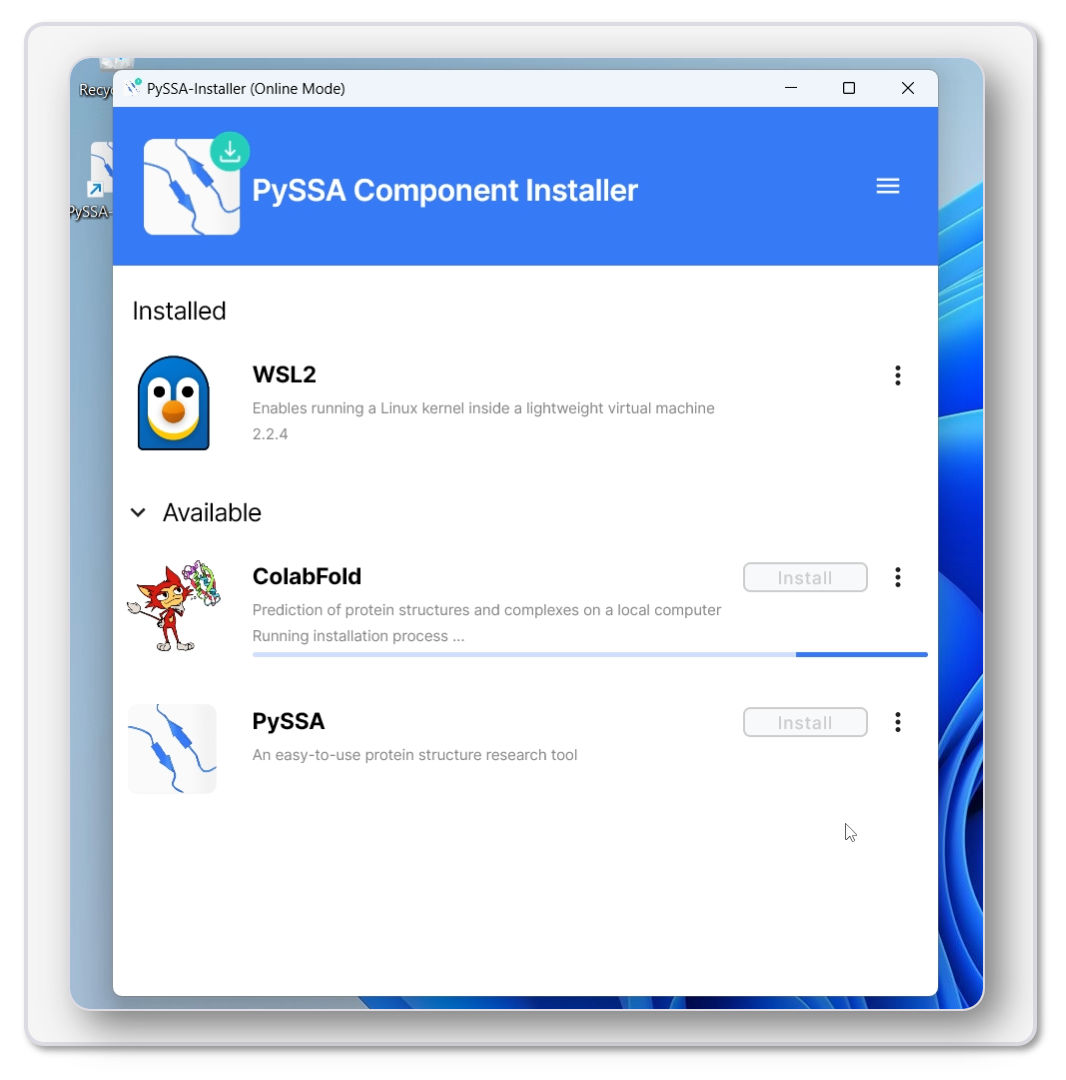 Recyc
PySSA-Installer (Online Mode)
PySSA-
PySSA Component Installer
Installed
WSL2
Enables running a Linux kernel inside a lightweight virtual machine
2.2.4
Available
ColabFold
Install
Prediction of protein structures and complexes on a local computer
Running installation process ...
PySSA
Install
An easy-to-use protein structure research tool